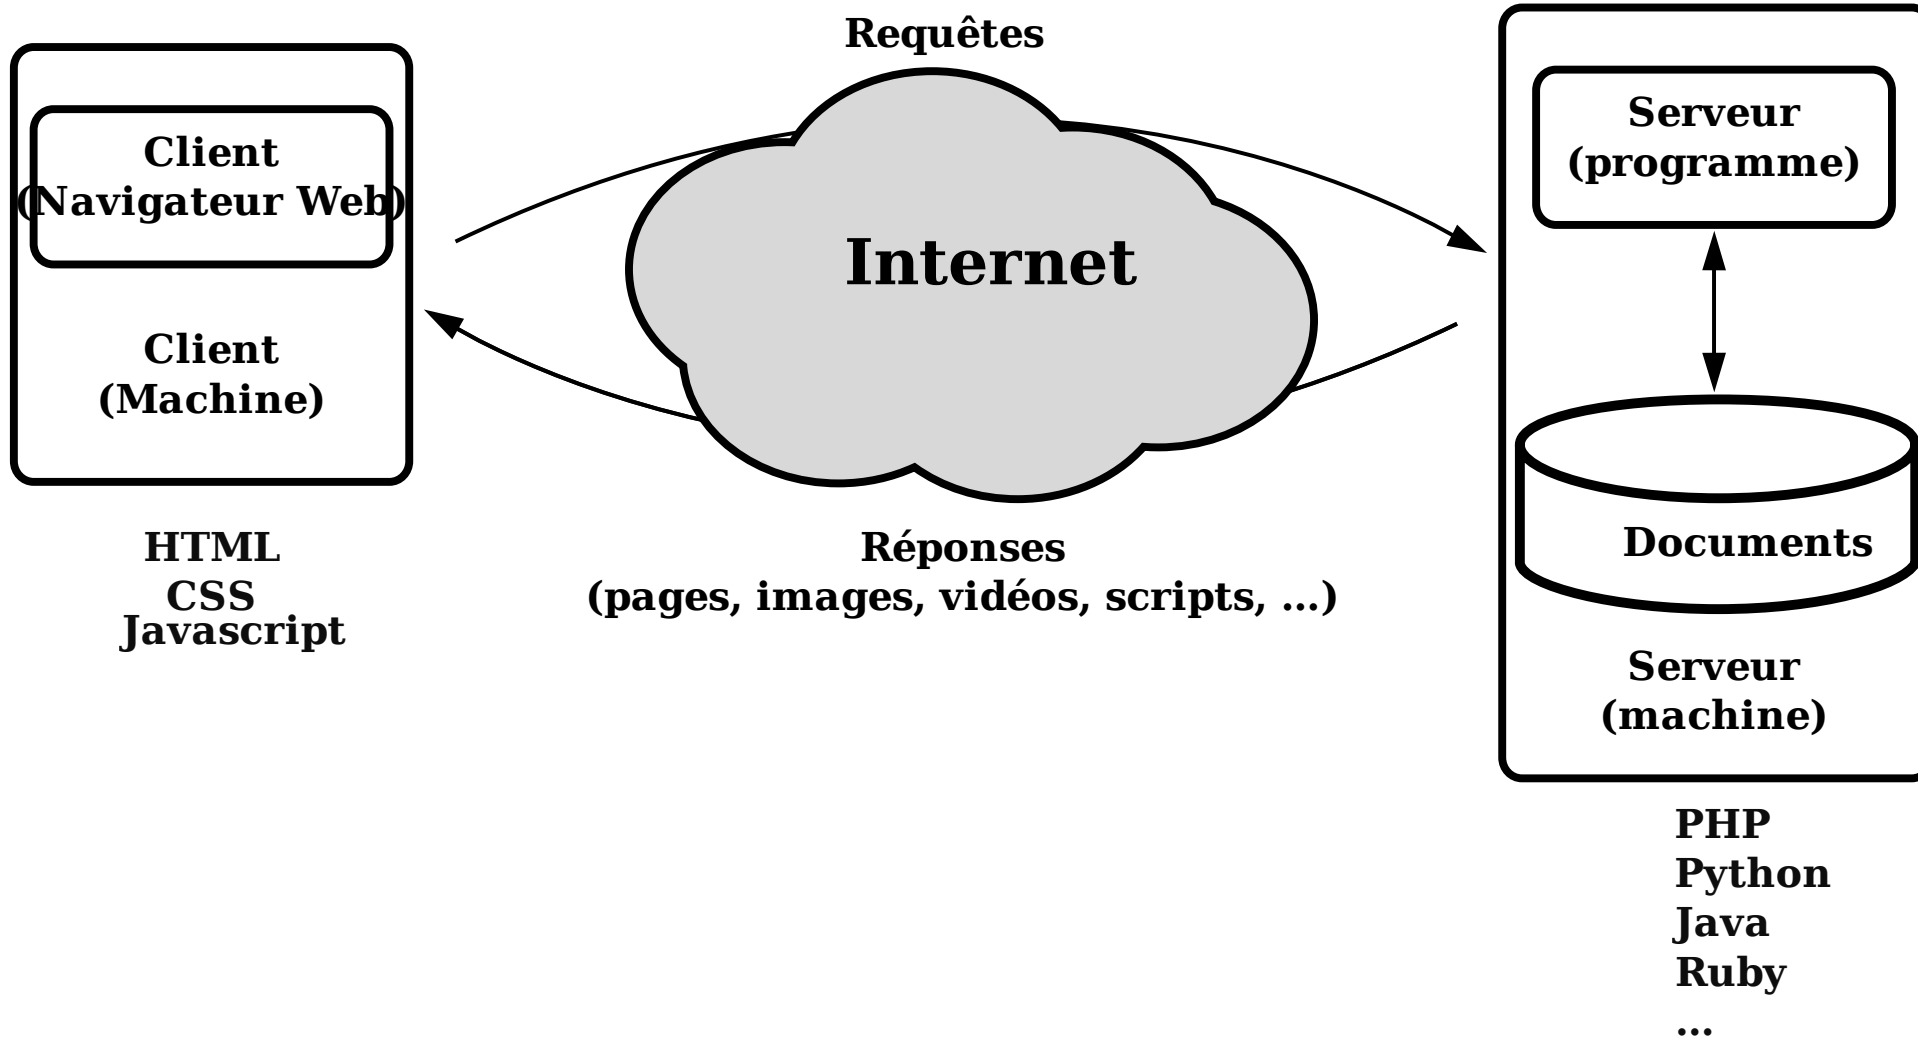 Requêtes
Client
(Navigateur Web)
Client
(Machine)
HTML
CSS
Javascript
Internet
Réponses
(pages, images, vidéos, scripts, ...)
Serveur
(programme)
Documents
Serveur
(machine)
PHP
Python
Java
Ruby
...